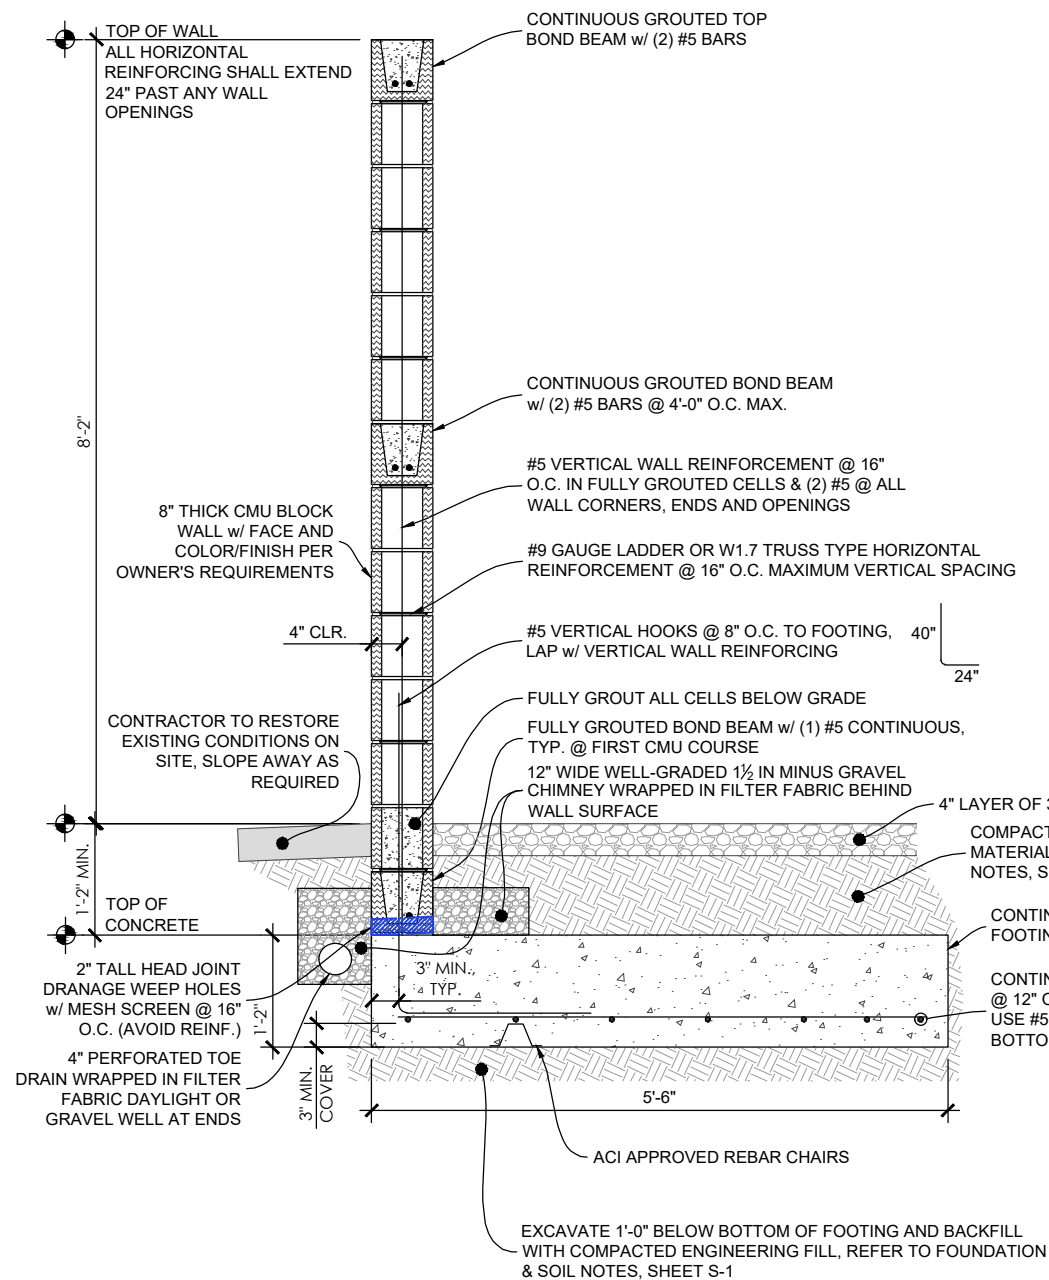 CONTINUOUS GROUTED TOP
BOND BEAM w/ (2) #5 BARS
TOP OF WALL
ALL HORIZONTAL
REINFORCING SHALL EXTEND
24" PAST ANY WALL
OPENINGS
8'-2"
CONTINUOUS GROUTED BOND BEAM
w/ (2) #5 BARS @ 4'-0" O.C. MAX.
#5 VERTICAL WALL REINFORCEMENT @ 16"
O.C. IN FULLY GROUTED CELLS & (2) #5 @ ALL
WALL CORNERS, ENDS AND OPENINGS
8" THICK CMU BLOCK
WALL w/ FACE AND
COLOR/FINISH PER
OWNER'S REQUIREMENTS
#9 GAUGE LADDER OR W1.7 TRUSS TYPE HORIZONTAL
REINFORCEMENT @ 16" O.C. MAXIMUM VERTICAL SPACING
4" CLR.
#5 VERTICAL HOOKS @ 8" O.C. TO FOOTING,
LAP w/ VERTICAL WALL REINFORCING
40"
24"
FULLY GROUT ALL CELLS BELOW GRADE
CONTRACTOR TO RESTORE
EXISTING CONDITIONS ON
SITE, SLOPE AWAY AS
REQUIRED
FULLY GROUTED BOND BEAM w/ (1) #5 CONTINUOUS,
TYP. @ FIRST CMU COURSE
12" WIDE WELL-GRADED 1½ IN MINUS GRAVEL
CHIMNEY WRAPPED IN FILTER FABRIC BEHIND
WALL SURFACE
4" LAYER OF
COMPACT
MATERIAL
NOTES, S
1'-2" MIN.
TOP OF
CONCRETE
CONTIN
FOOTIN
2" TALL HEAD JOINT
DRANAGE WEEP HOLES
w/ MESH SCREEN @ 16"
O.C. (AVOID REINF.)
1'-2"
3" MIN.
TYP.
CONTIN
@ 12" O
USE #5
BOTTO
4" PERFORATED TOE
DRAIN WRAPPED IN FILTER
FABRIC DAYLIGHT OR
GRAVEL WELL AT ENDS
3" MIN.
COVER
5'-6"
ACI APPROVED REBAR CHAIRS
EXCAVATE 1'-0" BELOW BOTTOM OF FOOTING AND BACKFILL
WITH COMPACTED ENGINEERING FILL, REFER TO FOUNDATION
& SOIL NOTES, SHEET S-1